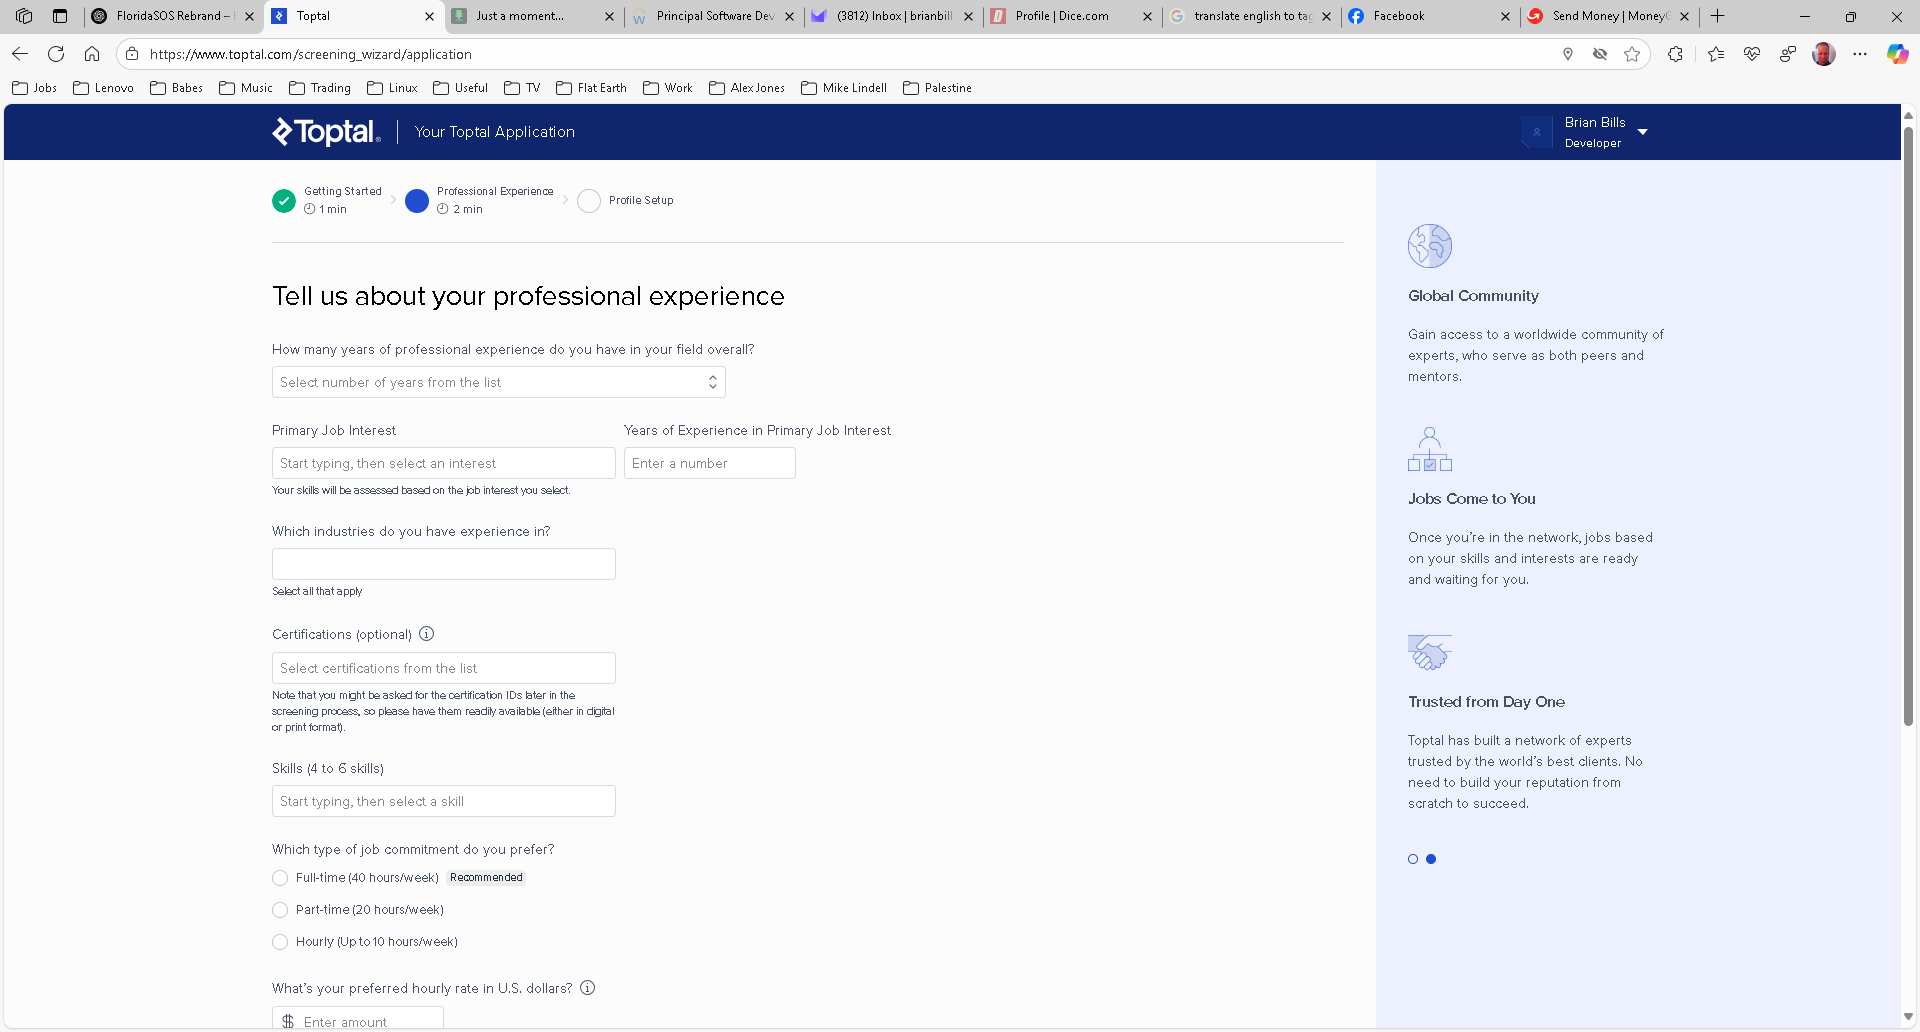 FloridaSOS Rebrand –
Toptal
Just a moment...
Principal Software Dev
(3812) Inbox | brianbill
Profile | Dice.com
translate english to tag
Facebook
Send Money | MoneyG
https://www.toptal.com/screening_wizard/application
Jobs
Lenovo
Babes
Music
Trading
Linux
Useful
TV
Flat Earth
Work
Alex Jones
Mike Lindell
Palestine
Toptal
Your Toptal Application
Brian Bills
Developer
Getting Started
1 min
Professional Experience
2 min
Profile Setup
Tell us about your professional experience
How many years of professional experience do you have in your field overall?
Select number of years from the list
Primary Job Interest
Years of Experience in Primary Job Interest
Start typing, then select an interest
Enter a number
Your skills will be assessed based on the job interest you select.
Which industries do you have experience in?
Select all that apply
Certifications (optional)
Select certifications from the list
Note that you might be asked for the certification IDs later in the
screening process, so please have them readily available (either in digital
or print format).
Skills (4 to 6 skills)
Start typing, then select a skill
Which type of job commitment do you prefer?
Full-time (40 hours/week) Recommended
Part-time (20 hours/week)
Hourly (Up to 10 hours/week)
What's your preferred hourly rate in U.S. dollars?
$ Enter amount
Global Community
Gain access to a worldwide community of
experts, who serve as both peers and
mentors.
Jobs Come to You
Once you're in the network, jobs based
on your skills and interests are ready
and waiting for you.
Trusted from Day One
Toptal has built a network of experts
trusted by the world's best clients. No
need to build your reputation from
scratch to succeed.